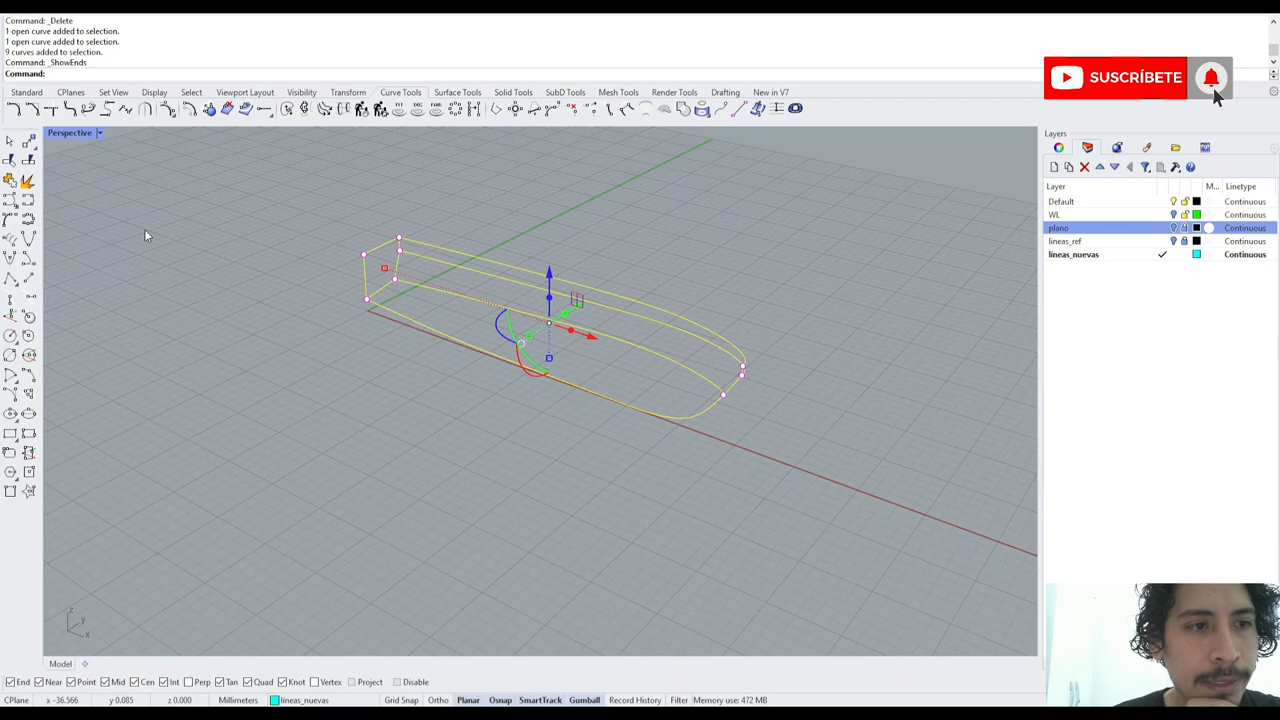 Command: _Delete
1 open curve added to selection.
1 open curve added to selection.
9 curves added to selection.
Command: _ShowEnds
Command:
SUSCRÍBETE
Standard CPlanes Set View Display Select Viewport Layout Visibility Transform Curve Tools Surface Tools Solid Tools SubD Tools Mesh Tools Render Tools Drafting New in V7
Perspective
Layers
Layer M... Linetype
Default Continuous
WL Continuous
plano Continuous
lineas_ref Continuous
líneas_nuevas Continuous
z
y
x
Model
End Near Point Mid Cen Int Perp Tan Quad Knot Vertex Project Disable
CPlane x -36.566 y 0.085 z 0.000 Millimeters líneas_nuevas Grid Snap Ortho Planar Osnap SmartTrack Gumball Record History Filter Memory use: 472 MB